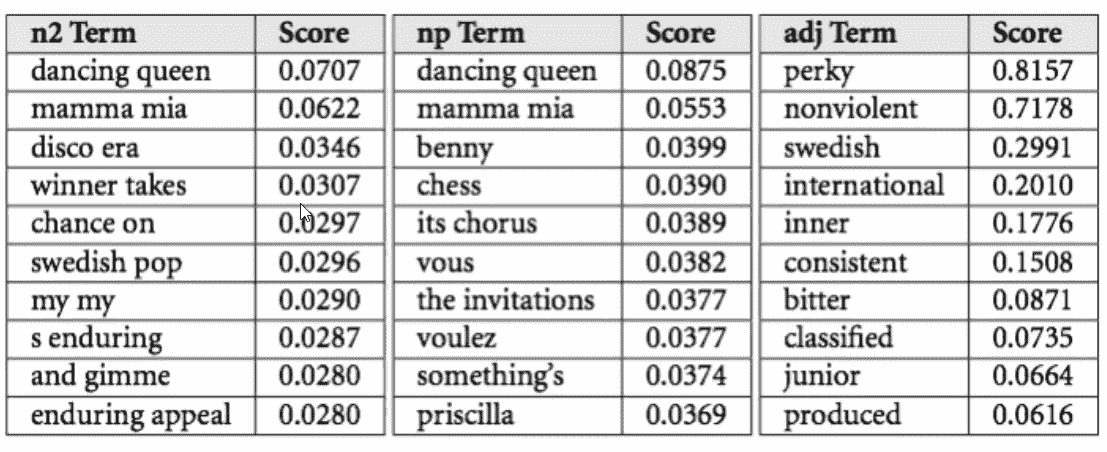 n2 Term Score np Term Score adj Term Score
dancing queen 0.0707 dancing queen 0.0875 perky 0.8157
mamma mia 0.0622 mamma mia 0.0553 nonviolent 0.7178
disco era 0.0346 benny 0.0399 swedish 0.2991
winner takes 0.0307 chess 0.0390 international 0.2010
chance on 0.0297 its chorus 0.0389 inner 0.1776
swedish pop 0.0296 vous 0.0382 consistent 0.1508
my my 0.0290 the invitations 0.0377 bitter 0.0871
s enduring 0.0287 voulez 0.0377 classified 0.0735
and gimme 0.0280 something's 0.0374 junior 0.0664
enduring appeal 0.0280 priscilla 0.0369 produced 0.0616